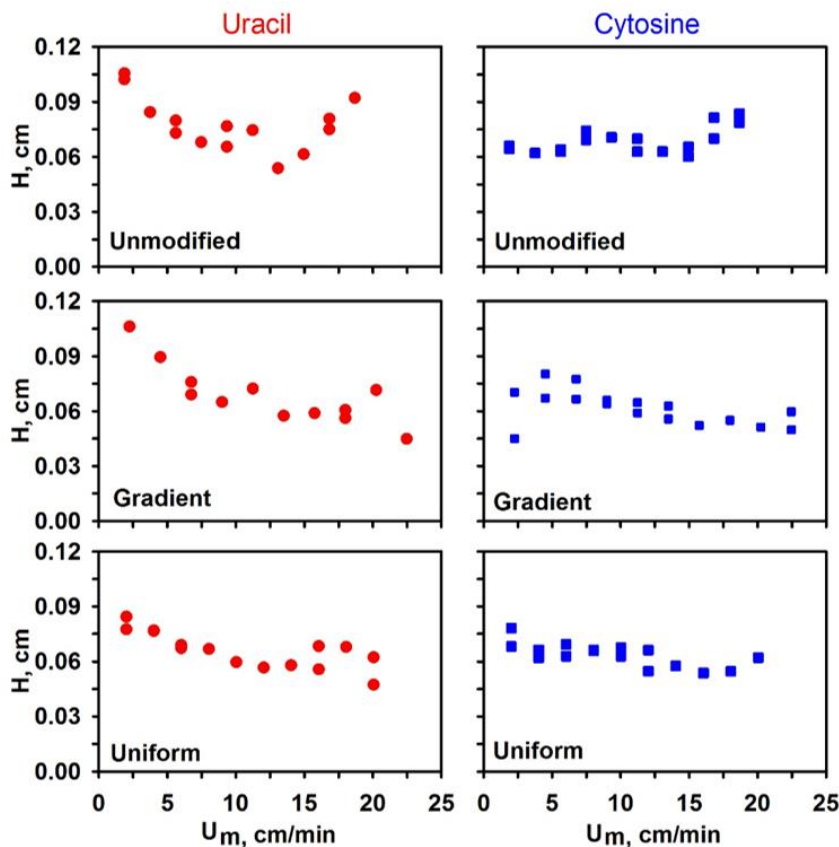 Uracil Cytosine
0.12
0.09
0.06
0.03
0.00
H, cm
Unmodified
Unmodified
0.12
0.09
0.06
0.03
0.00
H, cm
Gradient
Gradient
0.12
0.09
0.06
0.03
0.00
H, cm
Uniform
Uniform
0 5 10 15 20 25
0 5 10 15 20 25
Um, cm/min
Um, cm/min